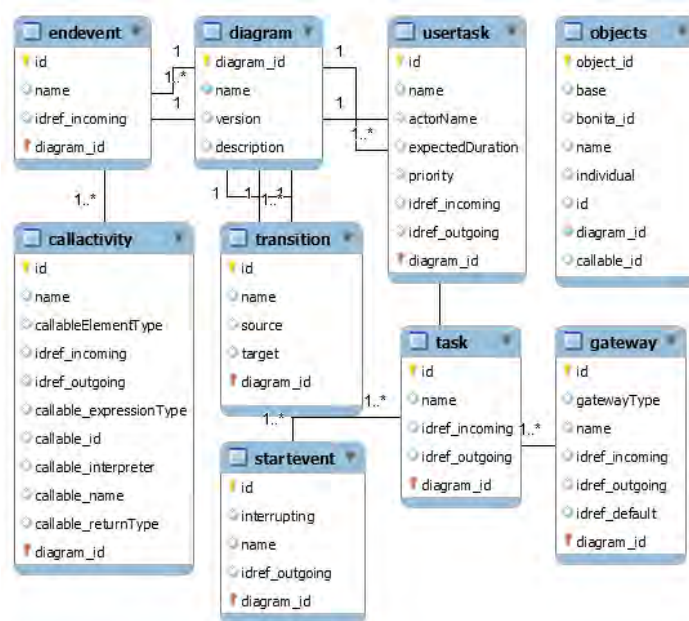 endevent
id
name
idref_incoming
diagram_id
diagram
diagram_id
name
version
description
usertask
id
name
actorName
expectedDuration
priority
idref_incoming
idref_outgoing
diagram_id
objects
object_id
base
bonita_id
name
individual
id
diagram_id
callable_id
1
1..*
1
1
1
1..*
1
1
1..*
1
1..*
callactivity
id
name
callableElementType
idref_incoming
idref_outgoing
callable_expressionType
callable_id
callable_interpreter
callable_name
callable_returnType
diagram_id
transition
id
name
source
target
diagram_id
task
id
name
idref_incoming
idref_outgoing
diagram_id
gateway
id
gatewayType
name
idref_incoming
idref_outgoing
idref_default
diagram_id
1..*
1..*
1..*
startevent
id
interrupting
name
idref_outgoing
diagram_id